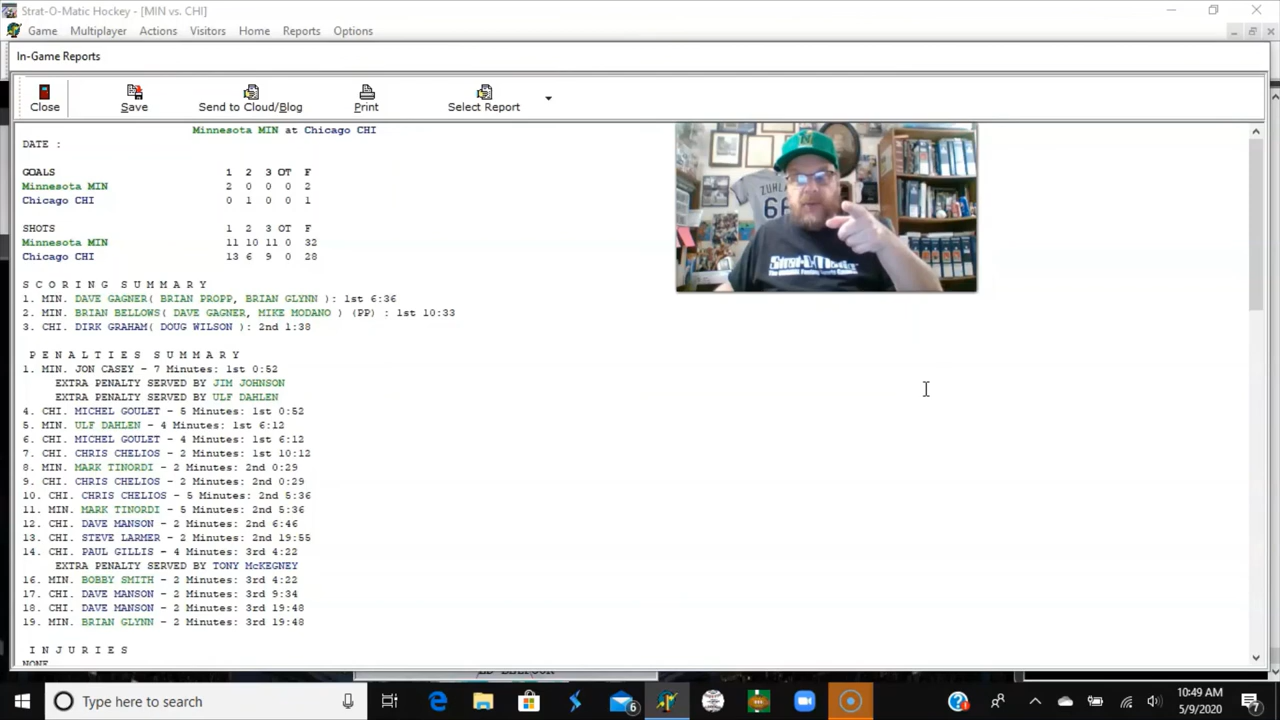 Strat-O-Matic Hockey - [MIN vs. CHI]
Game Multiplayer Actions Visitors Home Reports Options
In-Game Reports
Close Save Send to Cloud/Blog Print Select Report
Minnesota MIN at Chicago CHI
DATE :
GOALS 1 2 3 OT F
Minnesota MIN 2 0 0 0 2
Chicago CHI 0 1 0 0 1
SHOTS 1 2 3 OT F
Minnesota MIN 11 10 11 0 32
Chicago CHI 13 6 9 0 28
S C O R I N G S U M M A R Y
1. MIN. DAVE GAGNER( BRIAN PROPP, BRIAN GLYNN ): 1st 6:36
2. MIN. BRIAN BELLOWS( DAVE GAGNER, MIKE MODANO ) (PP) : 1st 10:33
3. CHI. DIRK GRAHAM( DOUG WILSON ): 2nd 1:38
P E N A L T I E S S U M M A R Y
1. MIN. JON CASEY - 7 Minutes: 1st 0:52
EXTRA PENALTY SERVED BY JIM JOHNSON
EXTRA PENALTY SERVED BY ULF DAHLEN
4. CHI. MICHEL GOULET - 5 Minutes: 1st 0:52
5. MIN. ULF DAHLEN - 4 Minutes: 1st 6:12
6. CHI. MICHEL GOULET - 4 Minutes: 1st 6:12
7. CHI. CHRIS CHELIOS - 2 Minutes: 1st 10:12
8. MIN. MARK TINORDI - 2 Minutes: 2nd 0:29
9. CHI. CHRIS CHELIOS - 2 Minutes: 2nd 0:29
10. CHI. CHRIS CHELIOS - 5 Minutes: 2nd 5:36
11. MIN. MARK TINORDI - 5 Minutes: 2nd 5:36
12. CHI. DAVE MANSON - 2 Minutes: 2nd 6:46
13. CHI. STEVE LARMER - 2 Minutes: 2nd 19:55
14. CHI. PAUL GILLIS - 4 Minutes: 3rd 4:22
EXTRA PENALTY SERVED BY TONY McKEGNEY
16. MIN. BOBBY SMITH - 2 Minutes: 3rd 4:22
17. CHI. DAVE MANSON - 2 Minutes: 3rd 9:34
18. CHI. DAVE MANSON - 2 Minutes: 3rd 19:48
19. MIN. BRIAN GLYNN - 2 Minutes: 3rd 19:48
I N J U R I E S
NONE
ZUHLK
66
Strat-O-Matic
Type here to search
6
10:49 AM
5/9/2020
7